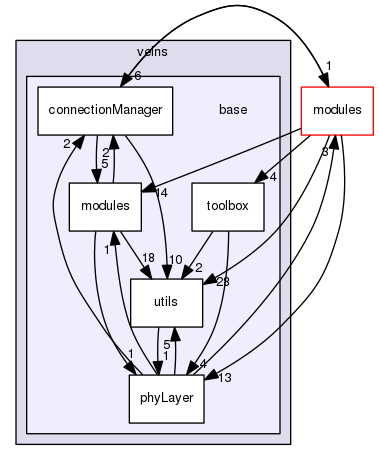 veins
6
1
connectionManager
base
modules
2
2
5
3
14
4
modules
toolbox
1
18
10
2
23
utils
5
1
1
4
13
phyLayer